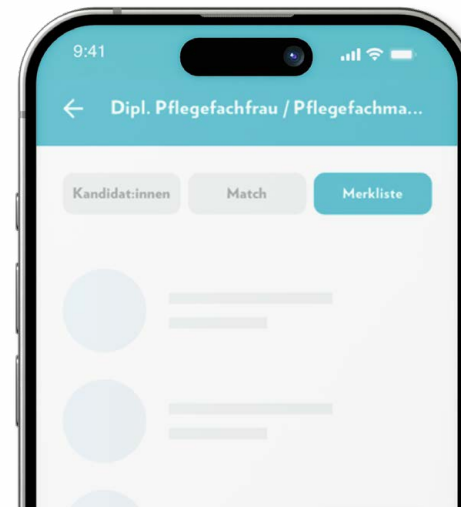 9:41
Dipl. Pflegefachfrau / Pflegefachma...
Kandidat:innen Match Merkliste